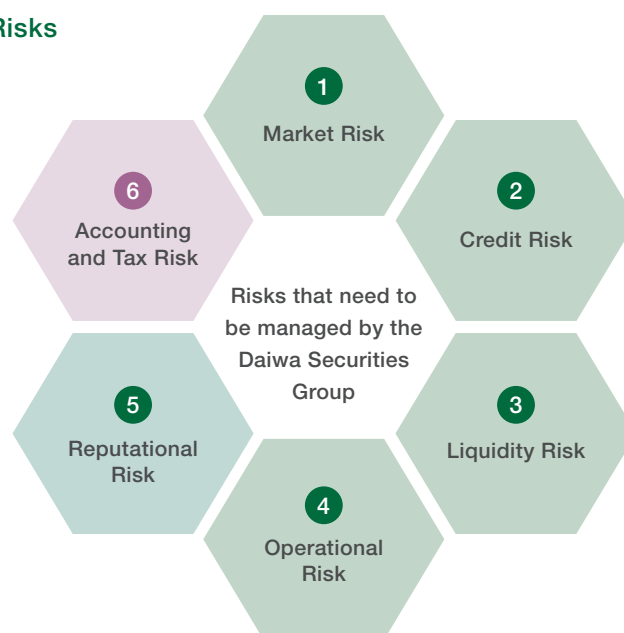 Risks
1
Market Risk
2
Credit Risk
3
Liquidity Risk
4
Operational
Risk
5
Reputational
Risk
6
Accounting
and Tax Risk
Risks that need to
be managed by the
Daiwa Securities
Group